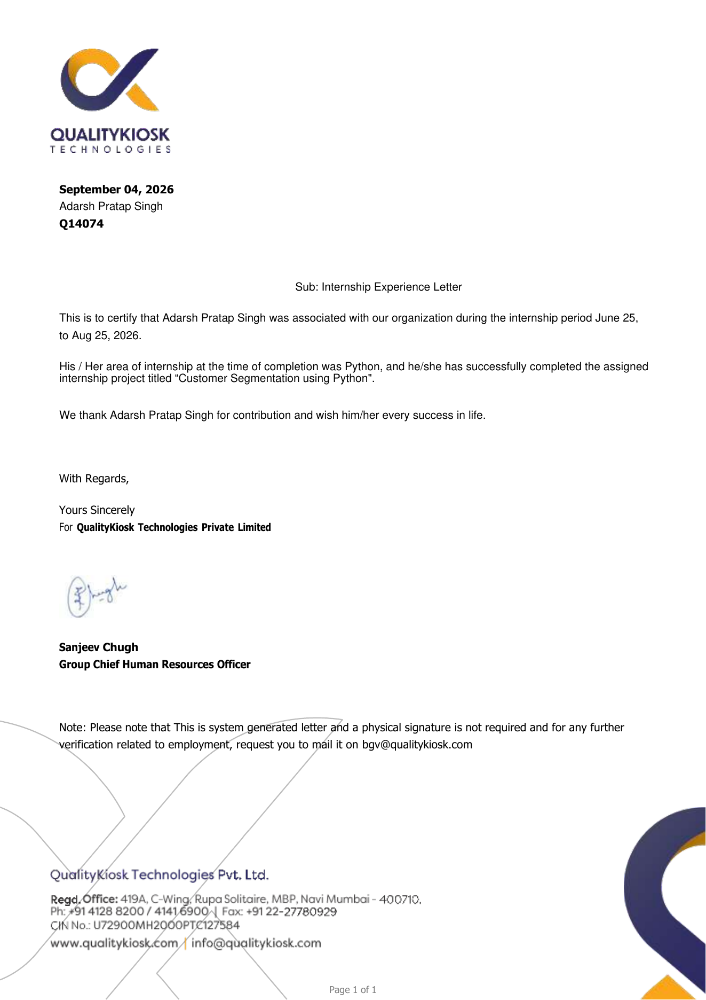 QUALITYKIOSK
TECHNOLOGIES
September 04, 2026
Adarsh Pratap Singh
Q14074
Sub: Internship Experience Letter
This is to certify that Adarsh Pratap Singh was associated with our organization during the internship period June 25,
to Aug 25, 2026.
His / Her area of internship at the time of completion was Python, and he/she has successfully completed the assigned
internship project titled “Customer Segmentation using Python".
We thank Adarsh Pratap Singh for contribution and wish him/her every success in life.
With Regards,
Yours Sincerely
For QualityKiosk Technologies Private Limited
Chugh
Sanjeev Chugh
Group Chief Human Resources Officer
Note: Please note that This is system generated letter and a physical signature is not required and for any further
verification related to employment, request you to mail it on bgv@qualitykiosk.com
QualityKiosk Technologies Pvt. Ltd.
Regd. Office: 419A, C-Wing, Rupa Solitaire, MBP, Navi Mumbai - 400710.
Ph: +91 4128 8200 / 4141 6900 | Fax: +91 22-27780929
CIN No.: U72900MH2000PTC127584
www.qualitykiosk.com | info@qualitykiosk.com
Page 1 of 1